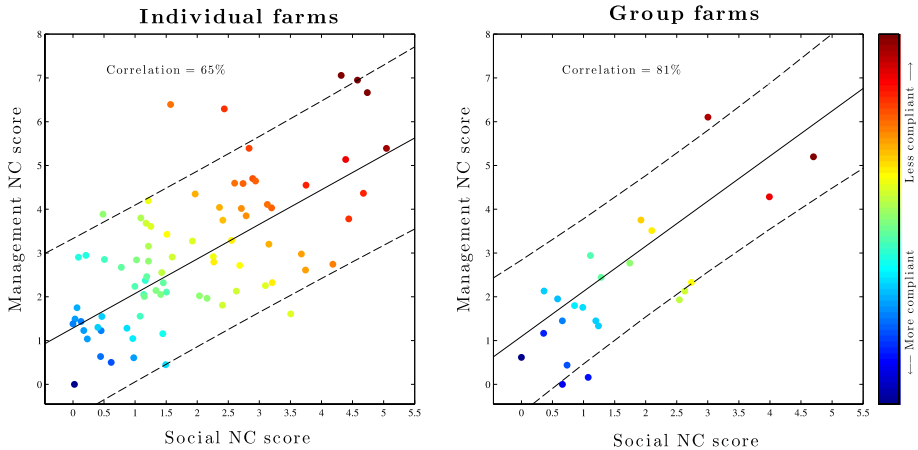 Individual farms
Correlation = 65%
Management NC score
8
7
6
5
4
3
2
1
0
0 0.5 1 1.5 2 2.5 3 3.5 4 4.5 5 5.5
Social NC score
Group farms
Correlation = 81%
Management NC score
8
7
6
5
4
3
2
1
0
0 0.5 1 1.5 2 2.5 3 3.5 4 4.5 5 5.5
Social NC score
⟵ More compliant Less compliant ⟶